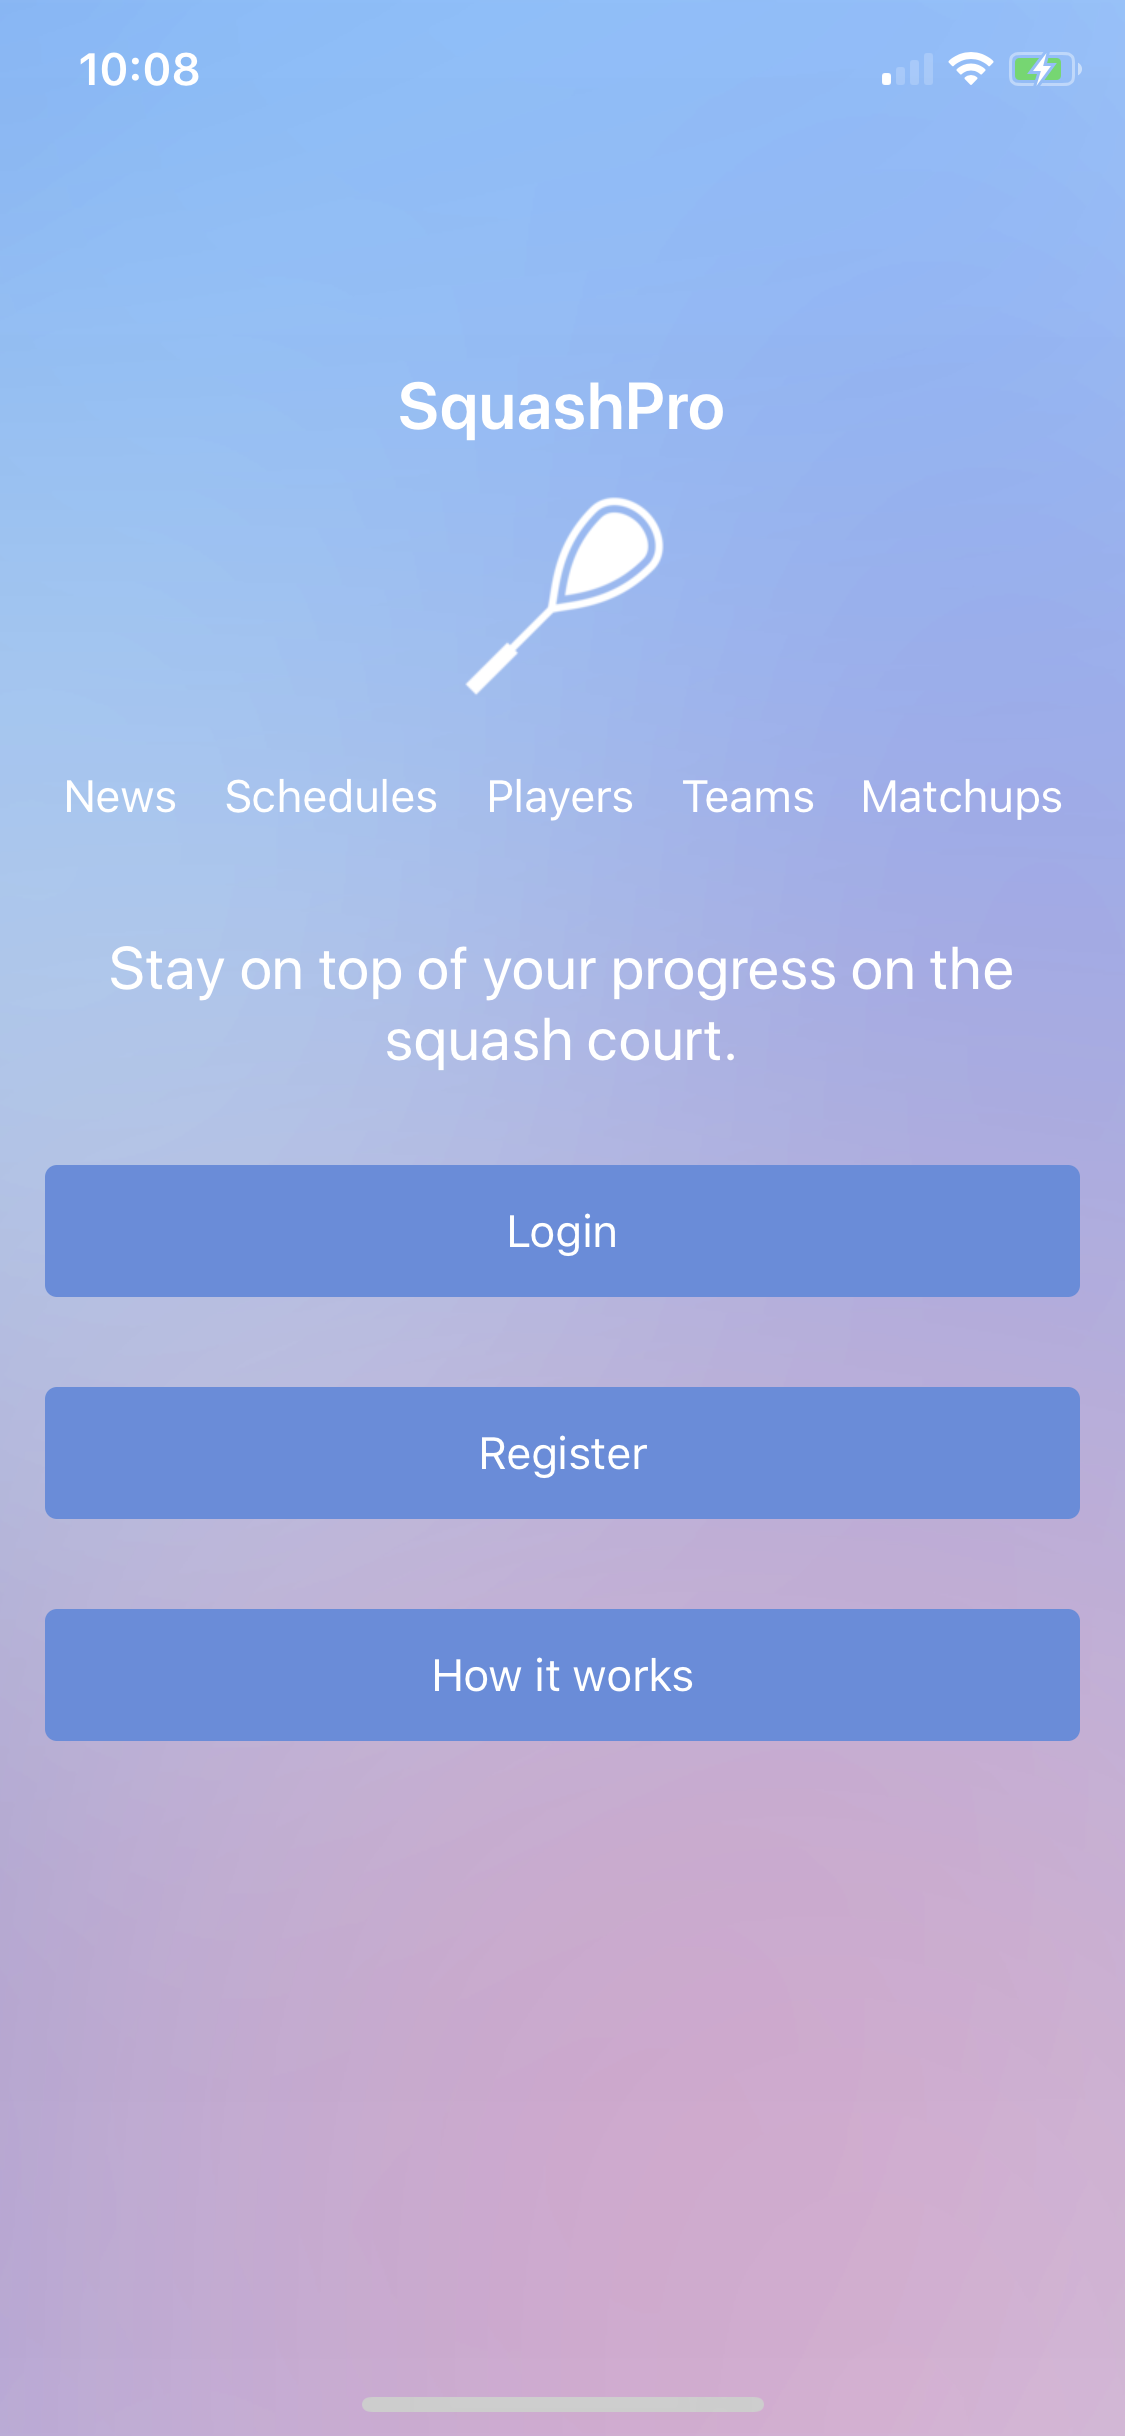 10:08
SquashPro
News Schedules Players Teams Matchups
Stay on top of your progress on the
squash court.
Login
Register
How it works